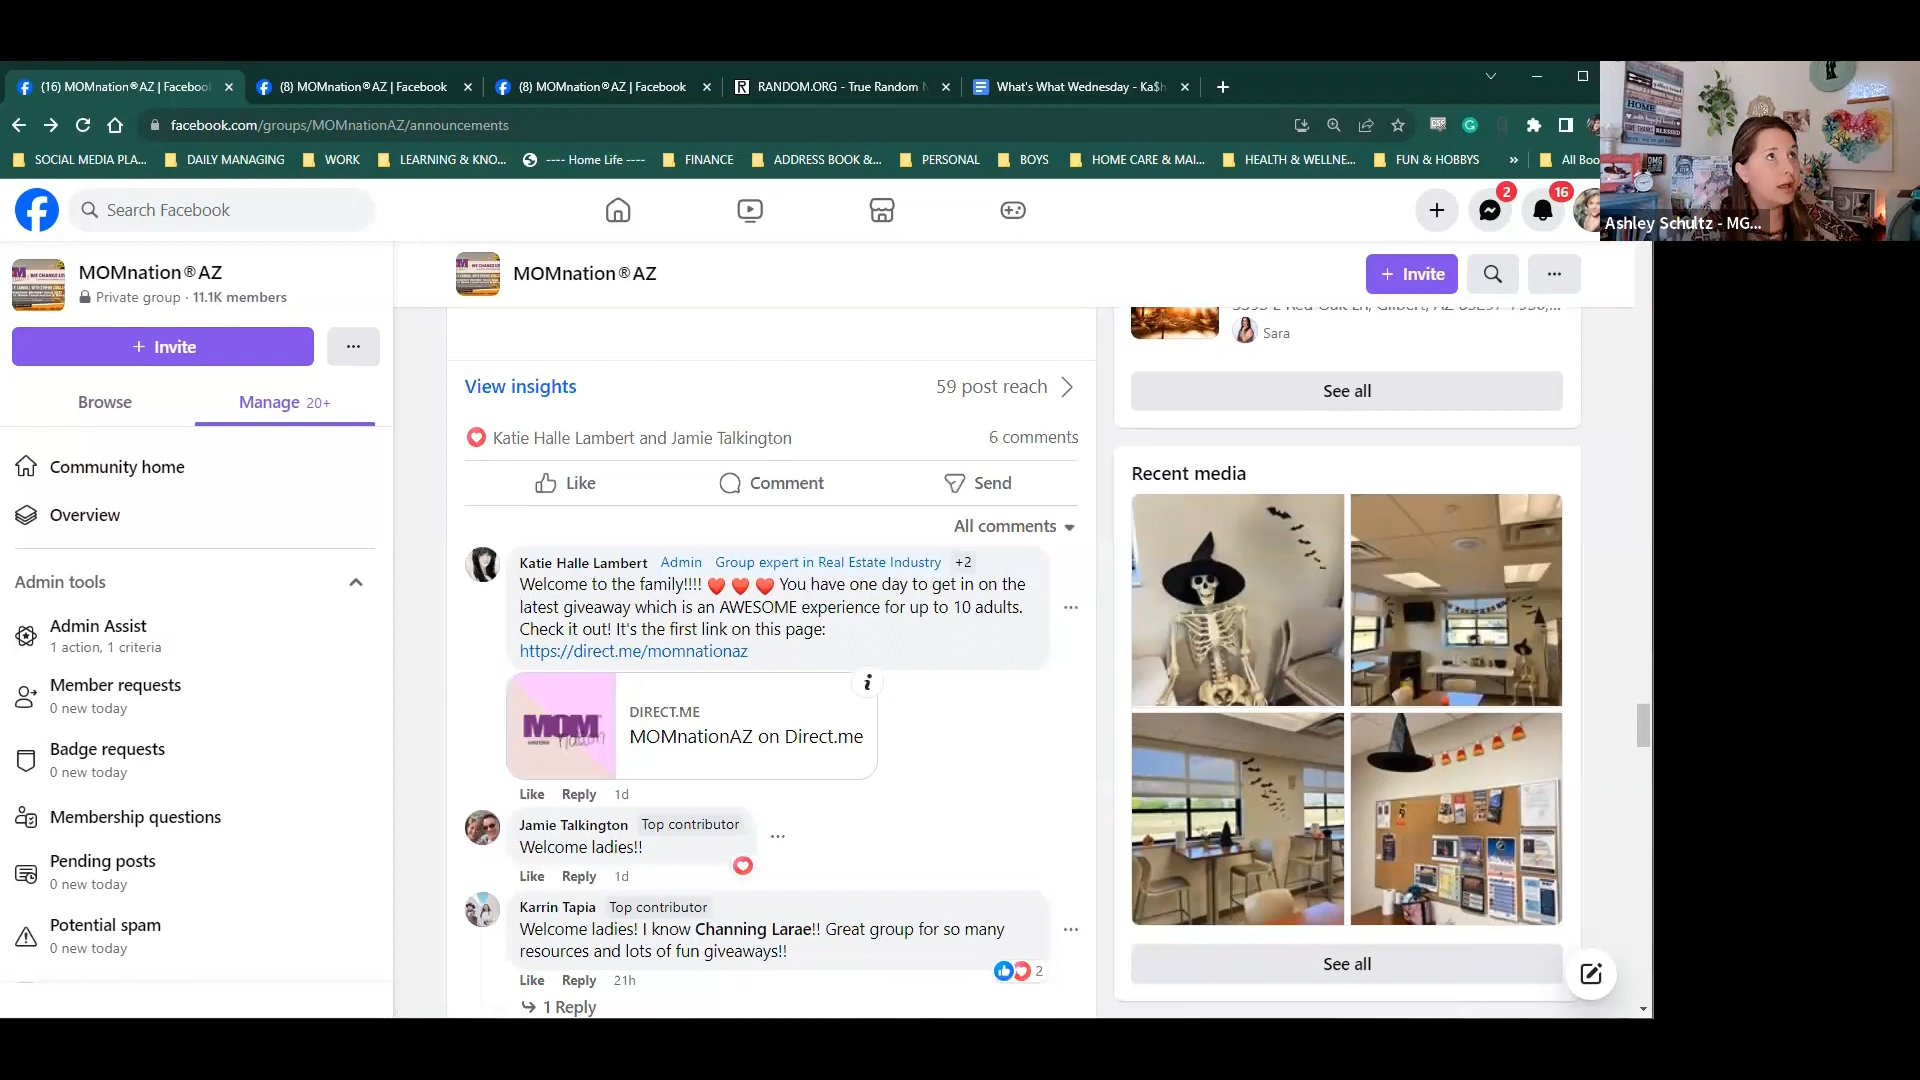 (16) MOMnation®AZ | Facebook
(8) MOMnation®AZ | Facebook
(8) MOMnation®AZ | Facebook
RANDOM.ORG - True Random
What's What Wednesday - Ka$h
facebook.com/groups/MOMnationAZ/announcements
SOCIAL MEDIA PLA...
DAILY MANAGING
WORK
LEARNING & KNO...
---- Home Life ----
FINANCE
ADDRESS BOOK &...
PERSONAL
BOYS
HOME CARE & MAI...
HEALTH & WELLNE...
FUN & HOBBYS
»
All Boo
HOME
Ashley Schultz - MG...
Search Facebook
2
16
MOMnation®AZ
Private group · 11.1K members
+ Invite
...
Browse
Manage 20+
Community home
Overview
Admin tools
Admin Assist
1 action, 1 criteria
Member requests
0 new today
Badge requests
0 new today
Membership questions
Pending posts
0 new today
Potential spam
0 new today
MOMnation®AZ
+ Invite
...
View insights
59 post reach
Katie Halle Lambert and Jamie Talkington
6 comments
Like
Comment
Send
All comments
Katie Halle Lambert Admin Group expert in Real Estate Industry +2
Welcome to the family!!!! ❤️ ❤️ ❤️ You have one day to get in on the
latest giveaway which is an AWESOME experience for up to 10 adults.
Check it out! It's the first link on this page:
https://direct.me/momnationaz
MOM
nation
DIRECT.ME
MOMnationAZ on Direct.me
Like Reply 1d
Jamie Talkington Top contributor
Welcome ladies!!
Like Reply 1d
Karrin Tapia Top contributor
Welcome ladies! I know Channing Larae!! Great group for so many
resources and lots of fun giveaways!!
2
Like Reply 21h
1 Reply
Sara
See all
Recent media
See all